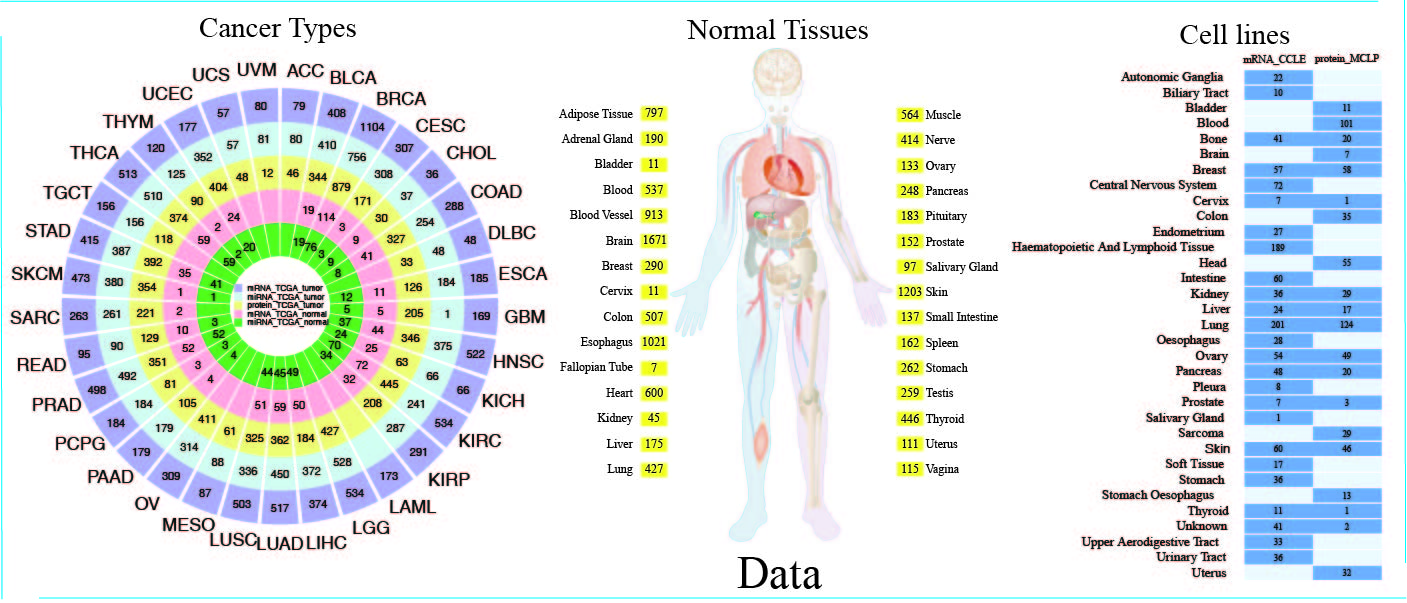 Cancer Types
UVM
ACC
BLCA
BRCA
CESC
CHOL
COAD
DLBC
ESCA
GBM
HNSC
KICH
KIRC
KIRP
LAML
LGG
LIHC
LUAD
LUSC
MESO
OV
PAAD
PCPG
PRAD
READ
SARC
SKCM
STAD
TGCT
THCA
THYM
UCEC
UCS
80 79 408 1104 307 36 288 48 185 169 522 66 534 291 173 534 374 517 503 87 309 179 184 498 95 263 473 415 156 513 120 177 57
81 80 410 756 308 37 254 48 184 1 375 66 241 287 528 372 450 336 88 314 179 184 492 90 261 380 387 156 510 125 352 57
12 46 344 879 171 30 327 33 126 205 346 63 445 208 427 184 362 325 61 411 105 81 351 129 221 354 392 118 374 90 404 48
19 114 3 9 41 11 5 44 25 72 32 50 59 51 4 3 52 10 2 1 35 59 2 24
19 76 3 9 8 12 5 37 24 70 34 49 45 44 4 3 52 3 1 41 59 2 20
mRNA_TCGA_tumor
miRNA_TCGA_tumor
protein_TCGA_tumor
mRNA_TCGA_normal
miRNA_TCGA_normal
Normal Tissues
Adipose Tissue 797
Adrenal Gland 190
Bladder 11
Blood 537
Blood Vessel 913
Brain 1671
Breast 290
Cervix 11
Colon 507
Esophagus 1021
Fallopian Tube 7
Heart 600
Kidney 45
Liver 175
Lung 427
564 Muscle
414 Nerve
133 Ovary
248 Pancreas
183 Pituitary
152 Prostate
97 Salivary Gland
1203 Skin
137 Small Intestine
162 Spleen
262 Stomach
259 Testis
446 Thyroid
111 Uterus
115 Vagina
Data
Cell lines
mRNA_CCLE protein_MCLP
Autonomic Ganglia 22
Biliary Tract 10
Bladder 11
Blood 101
Bone 41 20
Brain 7
Breast 57 58
Central Nervous System 72
Cervix 7 1
Colon 35
Endometrium 27
Haematopoietic And Lymphoid Tissue 189
Head 55
Intestine 60
Kidney 36 29
Liver 24 17
Lung 201 124
Oesophagus 28
Ovary 54 49
Pancreas 48 20
Pleura 8
Prostate 7 3
Salivary Gland 1
Sarcoma 29
Skin 60 46
Soft Tissue 17
Stomach 36
Stomach Oesophagus 13
Thyroid 11 1
Unknown 41 2
Upper Aerodigestive Tract 33
Urinary Tract 36
Uterus 32